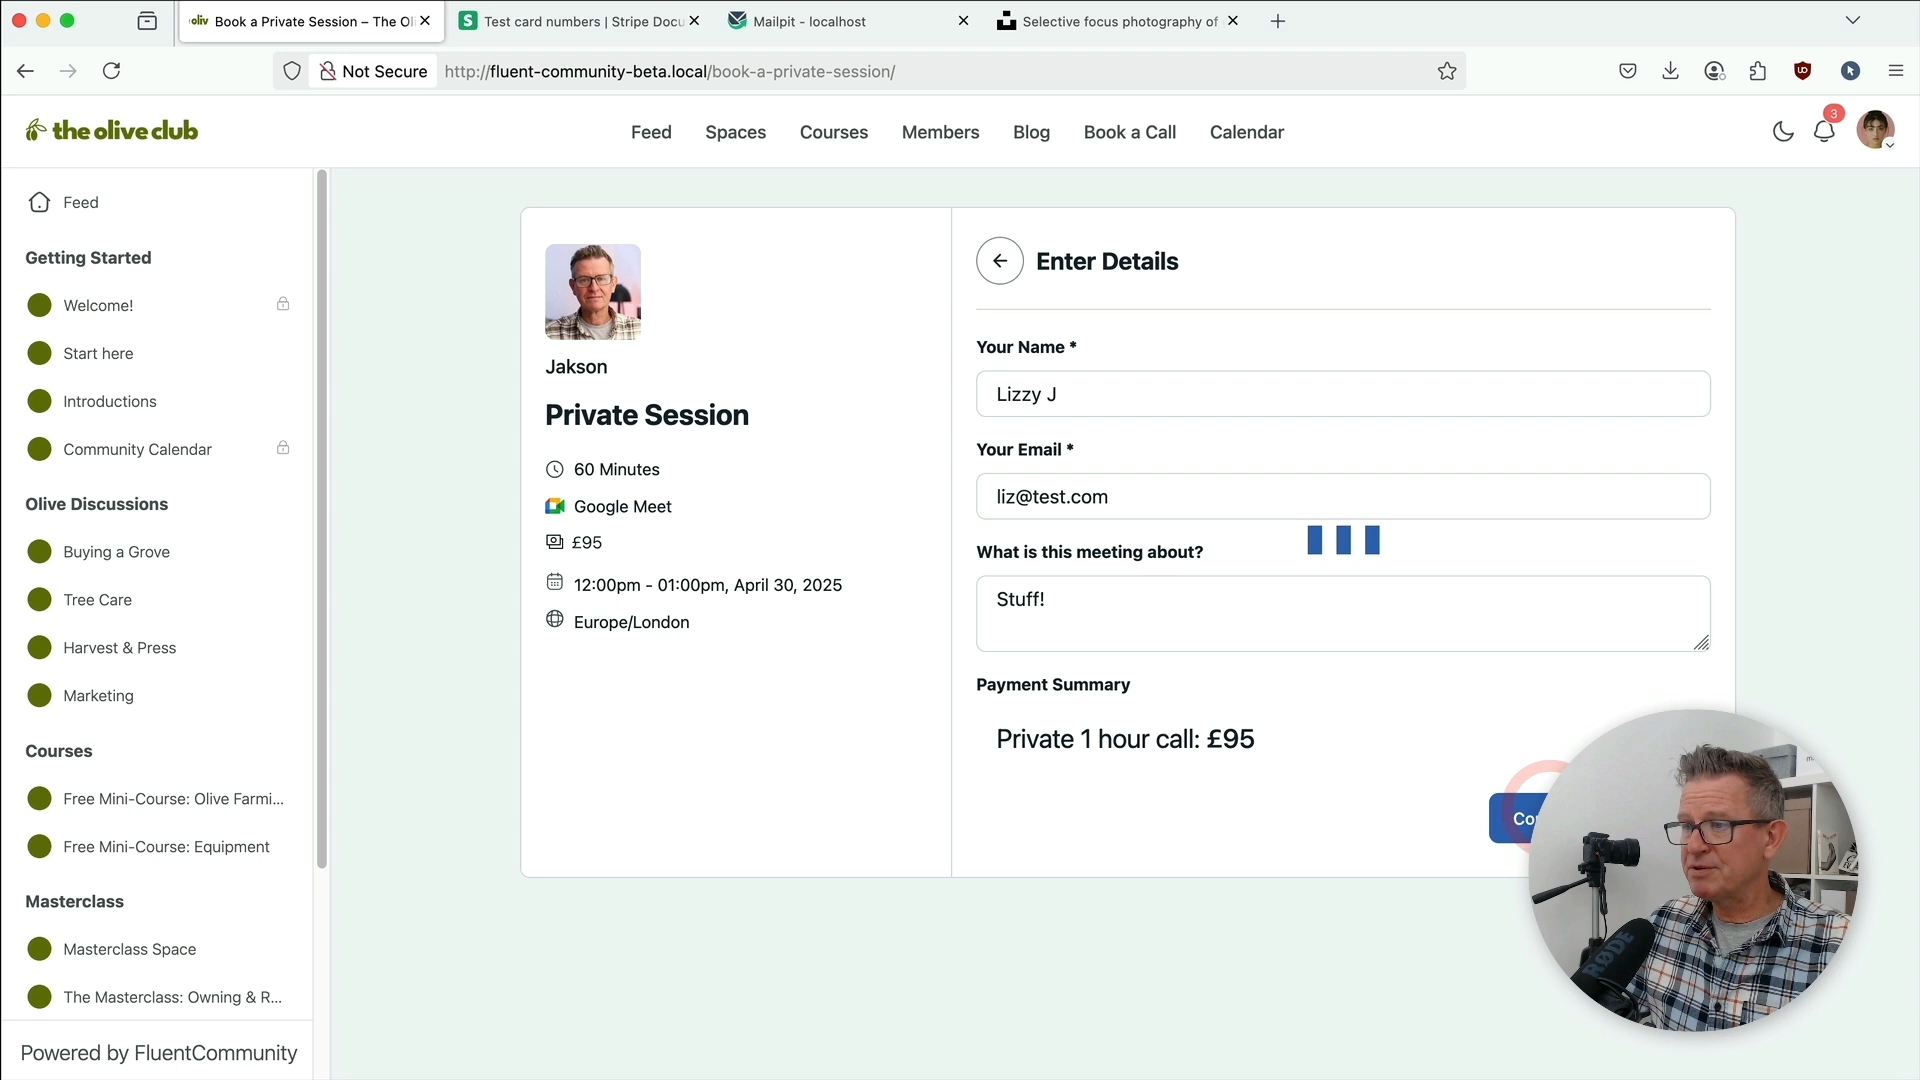 Book a Private Session – The Oli
Test card numbers | Stripe Docu
Mailpit - localhost
Selective focus photography of
Not Secure
http://fluent-community-beta.local/book-a-private-session/
the olive club
Feed
Spaces
Courses
Members
Blog
Book a Call
Calendar
3
Feed
Getting Started
Welcome!
Start here
Introductions
Community Calendar
Olive Discussions
Buying a Grove
Tree Care
Harvest & Press
Marketing
Courses
Free Mini-Course: Olive Farmi...
Free Mini-Course: Equipment
Masterclass
Masterclass Space
The Masterclass: Owning & R...
Powered by FluentCommunity
Jakson
Private Session
60 Minutes
Google Meet
£95
12:00pm - 01:00pm, April 30, 2025
Europe/London
Enter Details
Your Name *
Lizzy J
Your Email *
liz@test.com
What is this meeting about?
Stuff!
Payment Summary
Private 1 hour call: £95
RØDE